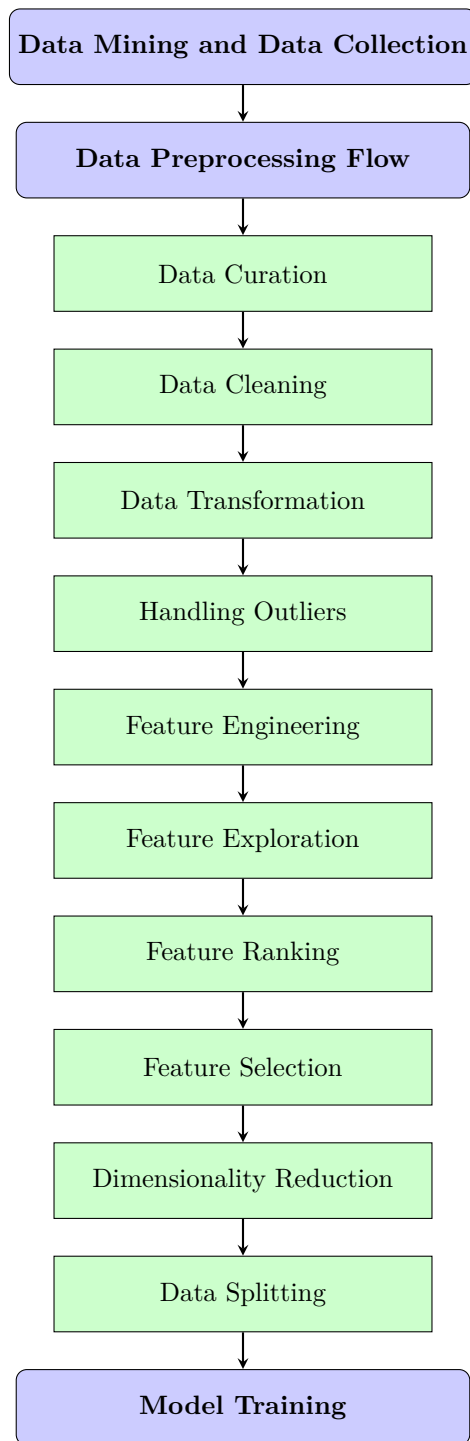 Data Mining and Data Collection
Data Preprocessing Flow
Data Curation
Data Cleaning
Data Transformation
Handling Outliers
Feature Engineering
Feature Exploration
Feature Ranking
Feature Selection
Dimensionality Reduction
Data Splitting
Model Training